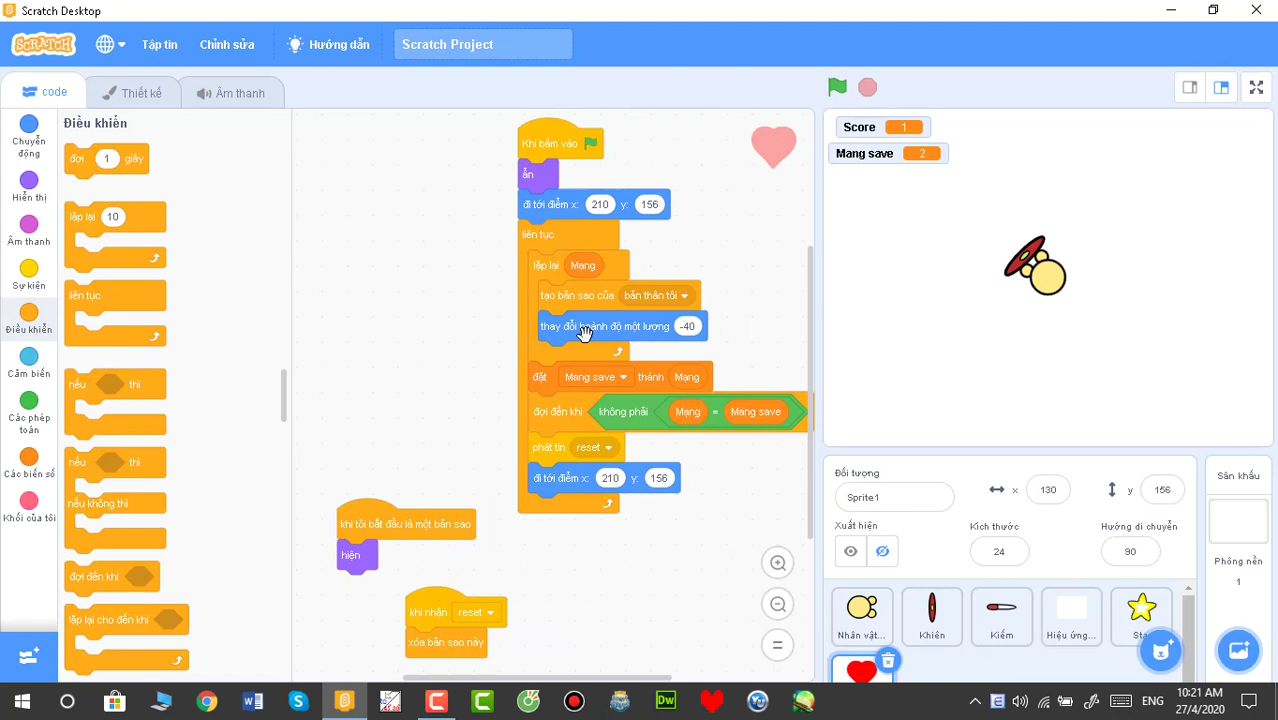 Scratch Desktop
SCRATCH
Tập tin
Chỉnh sửa
Hướng dẫn
Scratch Project
code
Thiết kế
Âm thanh
Chuyển động
Hiển thị
Âm thanh
Sự kiện
Điều khiển
Cảm biến
Các phép toán
Các biến số
Khối của tôi
Điều khiển
đợi 1 giây
lặp lại 10
liên tục
nếu thì
nếu thì
nếu không thì
đợi đến khi
lặp lại cho đến khi
Khi bấm vào
ẩn
đi tới điểm x: 210 y: 156
liên tục
lặp lại Mạng
tạo bản sao của bản thân tôi
thay đổi hoành độ một lượng -40
đặt Mang save thành Mạng
đợi đến khi không phải Mạng = Mang save
phát tin reset
đi tới điểm x: 210 y: 156
khi tôi bắt đầu là một bản sao
hiện
khi nhận reset
xóa bản sao này
Score 1
Mang save 2
Đối tượng
Sprite1
x 130
y 156
Xuất hiện
Kích thước
24
Hướng di chuyển
90
Nhân vật...
Khiên
Kiếm
Hiệu ứng...
Sân khấu
Phông nền
1
ENG
10:21 AM
27/4/2020